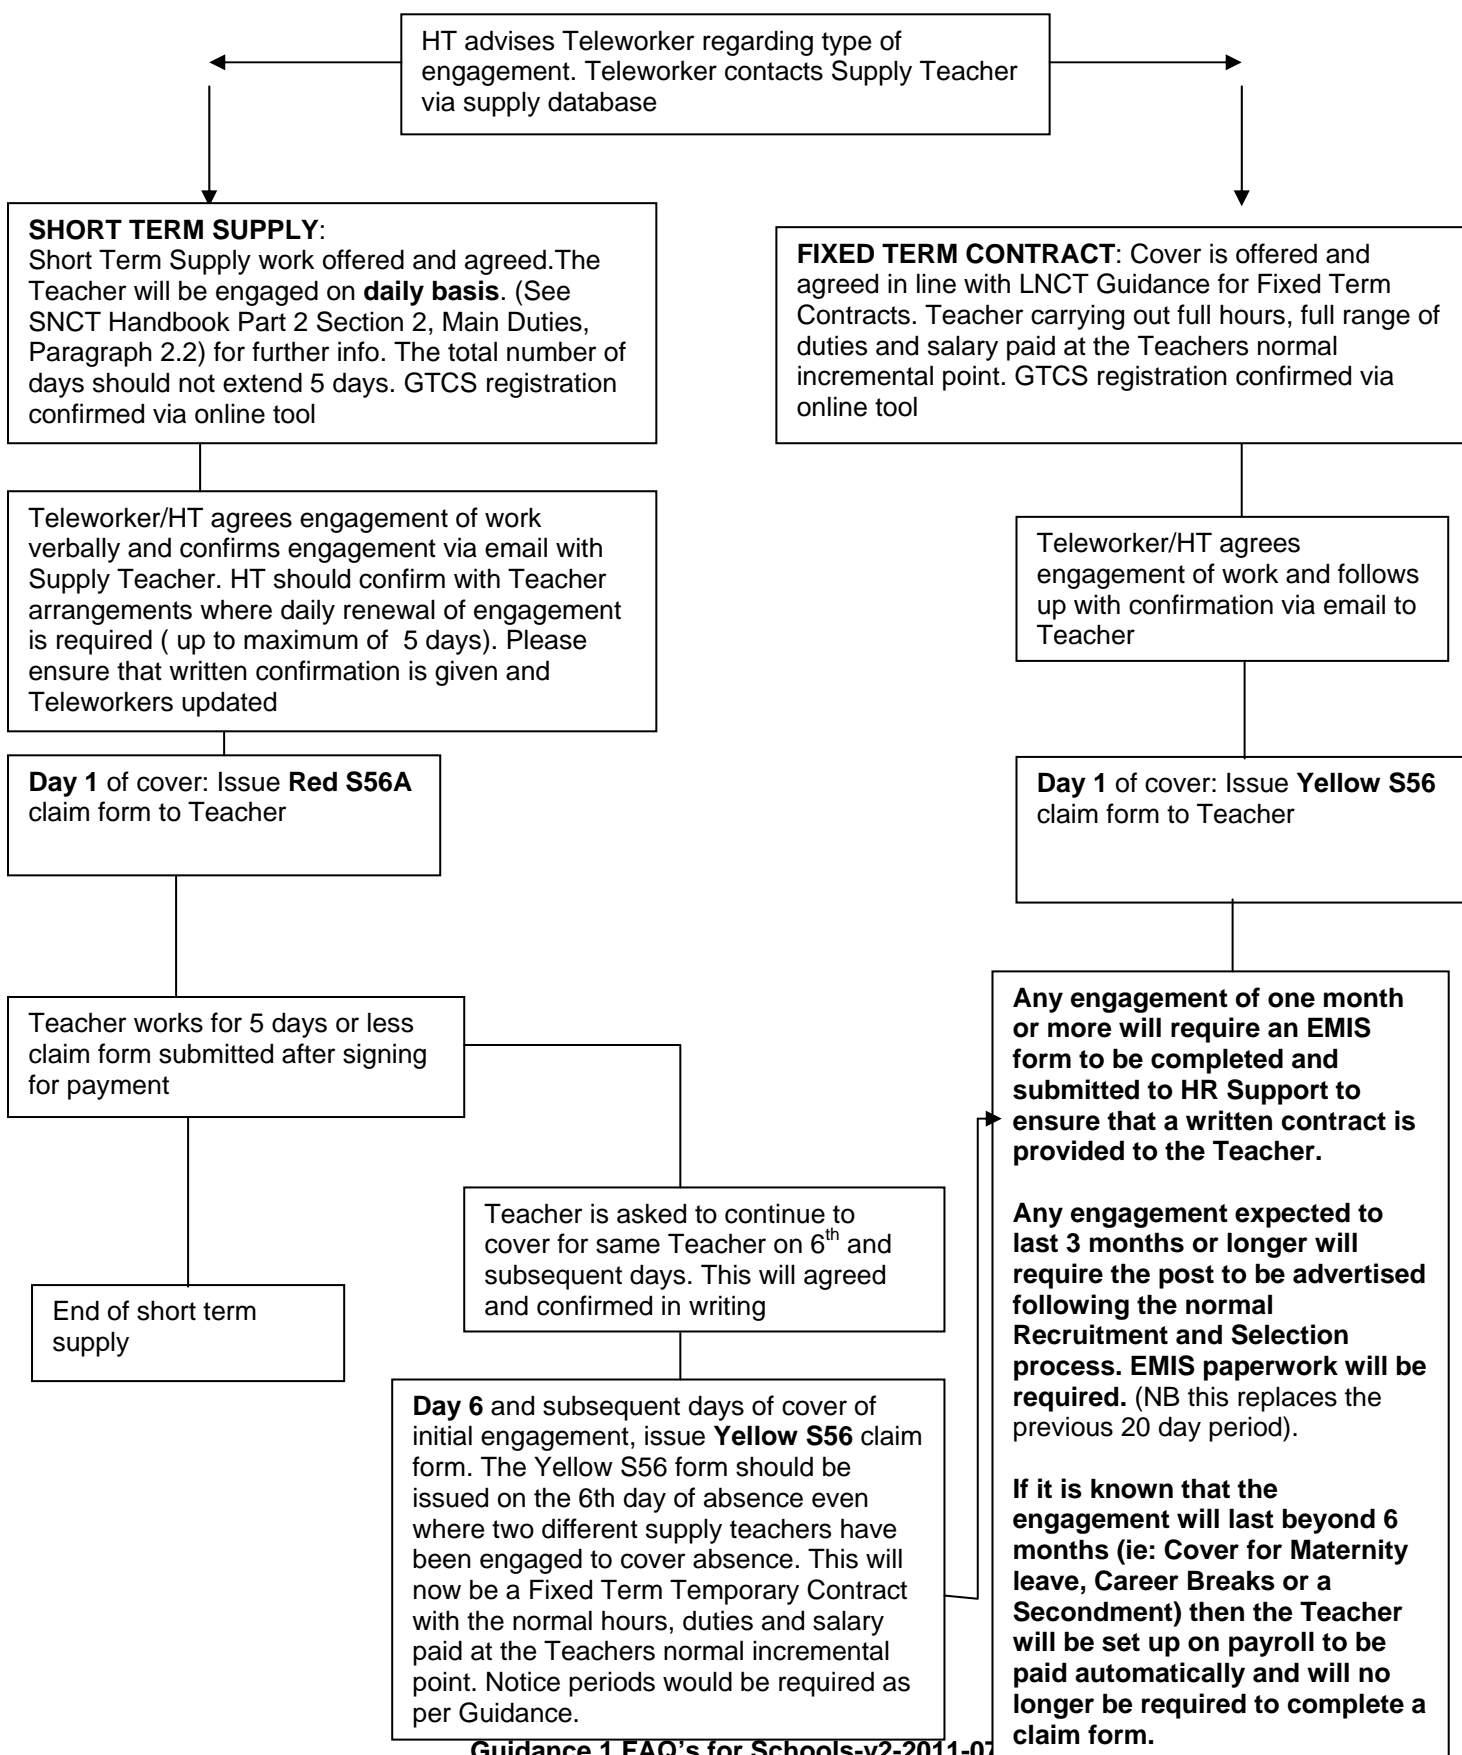 HT advises Teleworker regarding type of
engagement. Teleworker contacts Supply Teacher
via supply database
SHORT TERM SUPPLY:
Short Term Supply work offered and agreed.The
Teacher will be engaged on daily basis. (See
SNCT Handbook Part 2 Section 2, Main Duties,
Paragraph 2.2) for further info. The total number of
days should not extend 5 days. GTCS registration
confirmed via online tool
FIXED TERM CONTRACT: Cover is offered and
agreed in line with LNCT Guidance for Fixed Term
Contracts. Teacher carrying out full hours, full range of
duties and salary paid at the Teachers normal
incremental point. GTCS registration confirmed via
online tool
Teleworker/HT agrees engagement of work
verbally and confirms engagement via email with
Supply Teacher. HT should confirm with Teacher
arrangements where daily renewal of engagement
is required ( up to maximum of  5 days). Please
ensure that written confirmation is given and
Teleworkers updated
Teleworker/HT agrees
engagement of work and follows
up with confirmation via email to
Teacher
Day 1 of cover: Issue Red S56A
claim form to Teacher
Day 1 of cover: Issue Yellow S56
claim form to Teacher
Teacher works for 5 days or less
claim form submitted after signing
for payment
End of short term
supply
Teacher is asked to continue to
cover for same Teacher on 6th and
subsequent days. This will agreed
and confirmed in writing
Day 6 and subsequent days of cover of
initial engagement, issue Yellow S56 claim
form. The Yellow S56 form should be
issued on the 6th day of absence even
where two different supply teachers have
been engaged to cover absence. This will
now be a Fixed Term Temporary Contract
with the normal hours, duties and salary
paid at the Teachers normal incremental
point. Notice periods would be required as
per Guidance.
Any engagement of one month
or more will require an EMIS
form to be completed and
submitted to HR Support to
ensure that a written contract is
provided to the Teacher.
Any engagement expected to
last 3 months or longer will
require the post to be advertised
following the normal
Recruitment and Selection
process. EMIS paperwork will be
required. (NB this replaces the
previous 20 day period).
If it is known that the
engagement will last beyond 6
months (ie: Cover for Maternity
leave, Career Breaks or a
Secondment) then the Teacher
will be set up on payroll to be
paid automatically and will no
longer be required to complete a
claim form.
Guidance 1 FAQ's for Schools-v2-2011-07